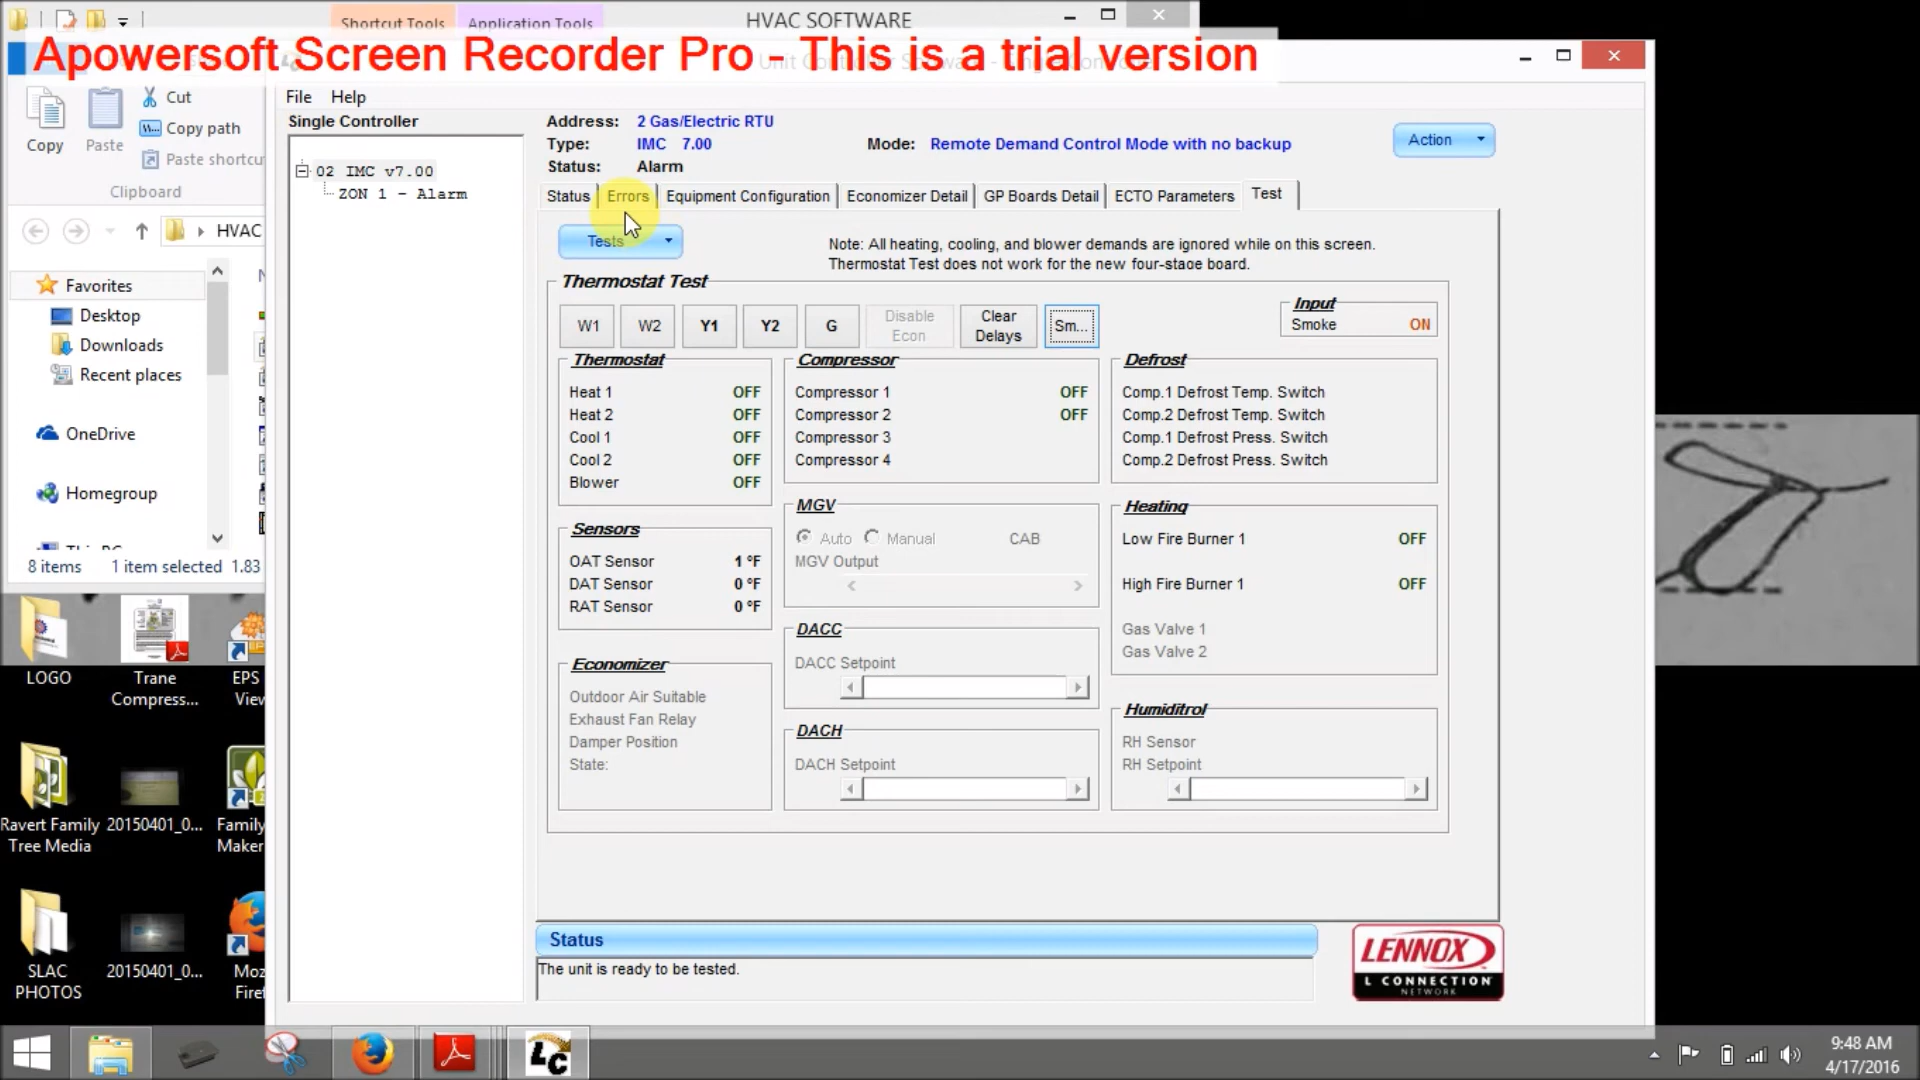 Shortcut Tools
Application Tools
HVAC SOFTWARE
Apowersoft Screen Recorder Pro - This is a trial version
Cut
Copy path
Copy
Paste
Paste shortcu
Clipboard
HVAC
Favorites
Desktop
Downloads
Recent places
OneDrive
Homegroup
8 items 1 item selected 1.83
LOGO
Trane Compress...
EPS View
Ravert Family Tree Media
20150401_0...
Family Maker
SLAC PHOTOS
20150401_0...
Moz Firef
File Help
Single Controller
02 IMC v7.00
ZON 1 - Alarm
Address: 2 Gas/Electric RTU
Type: IMC 7.00
Mode: Remote Demand Control Mode with no backup
Status: Alarm
Action
Status Errors Equipment Configuration Economizer Detail GP Boards Detail ECTO Parameters Test
Tests
Note: All heating, cooling, and blower demands are ignored while on this screen.
Thermostat Test does not work for the new four-stage board.
Thermostat Test
W1 W2 Y1 Y2 G Disable Econ Clear Delays Sm...
Input
Smoke ON
Thermostat
Heat 1 OFF
Heat 2 OFF
Cool 1 OFF
Cool 2 OFF
Blower OFF
Sensors
OAT Sensor 1 °F
DAT Sensor 0 °F
RAT Sensor 0 °F
Economizer
Outdoor Air Suitable
Exhaust Fan Relay
Damper Position
State:
Compressor
Compressor 1 OFF
Compressor 2 OFF
Compressor 3
Compressor 4
MGV
Auto Manual CAB
MGV Output
DACC
DACC Setpoint
DACH
DACH Setpoint
Defrost
Comp.1 Defrost Temp. Switch
Comp.2 Defrost Temp. Switch
Comp.1 Defrost Press. Switch
Comp.2 Defrost Press. Switch
Heating
Low Fire Burner 1 OFF
High Fire Burner 1 OFF
Gas Valve 1
Gas Valve 2
Humiditrol
RH Sensor
RH Setpoint
Status
The unit is ready to be tested.
LENNOX
L CONNECTION
NETWORK
LC
9:48 AM
4/17/2016